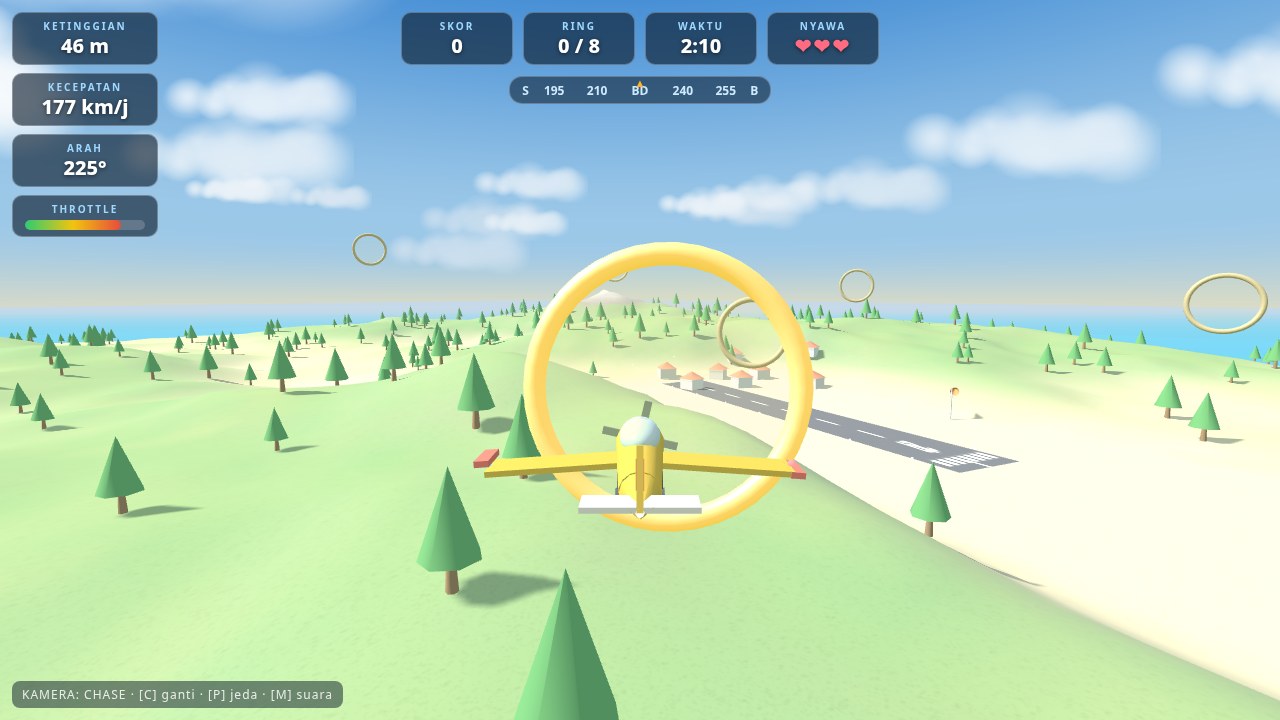 KETINGGIAN
46 m
KECEPATAN
177 km/j
ARAH
225°
THROTTLE
SKOR
0
RING
0 / 8
WAKTU
2:10
NYAWA
S 195 210 BD 240 255 B
KAMERA: CHASE · [C] ganti · [P] jeda · [M] suara